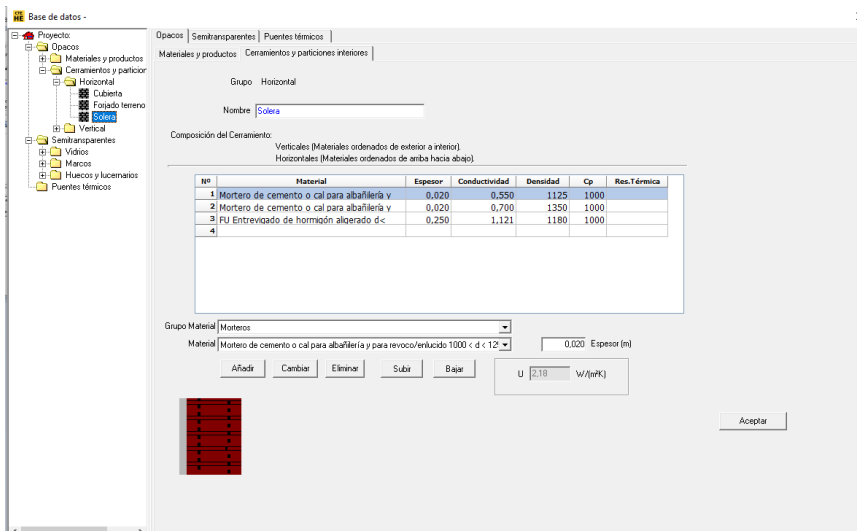 CTE HE Base de datos -
Proyecto:
Opacos
Materiales y productos
Cerramientos y particior
Horizontal
Cubierta
Forjado terreno
Solera
Vertical
Semitransparentes
Vidrios
Marcos
Huecos y lucernarios
Puentes térmicos
Opacos Semitransparentes Puentes térmicos
Materiales y productos Cerramientos y particiones interiores
Grupo Horizontal
Nombre Solera
Composición del Cerramiento:
Verticales (Materiales ordenados de exterior a interior).
Horizontales (Materiales ordenados de arriba hacia abajo).
Nº Material Espesor Conductividad Densidad Cp Res.Térmica
1 Mortero de cemento o cal para albañilería y 0,020 0,550 1125 1000
2 Mortero de cemento o cal para albañilería y 0,020 0,700 1350 1000
3 FU Entrevigado de hormigón aligerado d< 0,250 1,121 1180 1000
4
Grupo Material Morteros
Material Mortero de cemento o cal para albañilería y para revoco/enlucido 1000 < d < 12 0,020 Espesor (m)
Añadir Cambiar Eliminar Subir Bajar
U 2,18 W/(m²K)
Aceptar